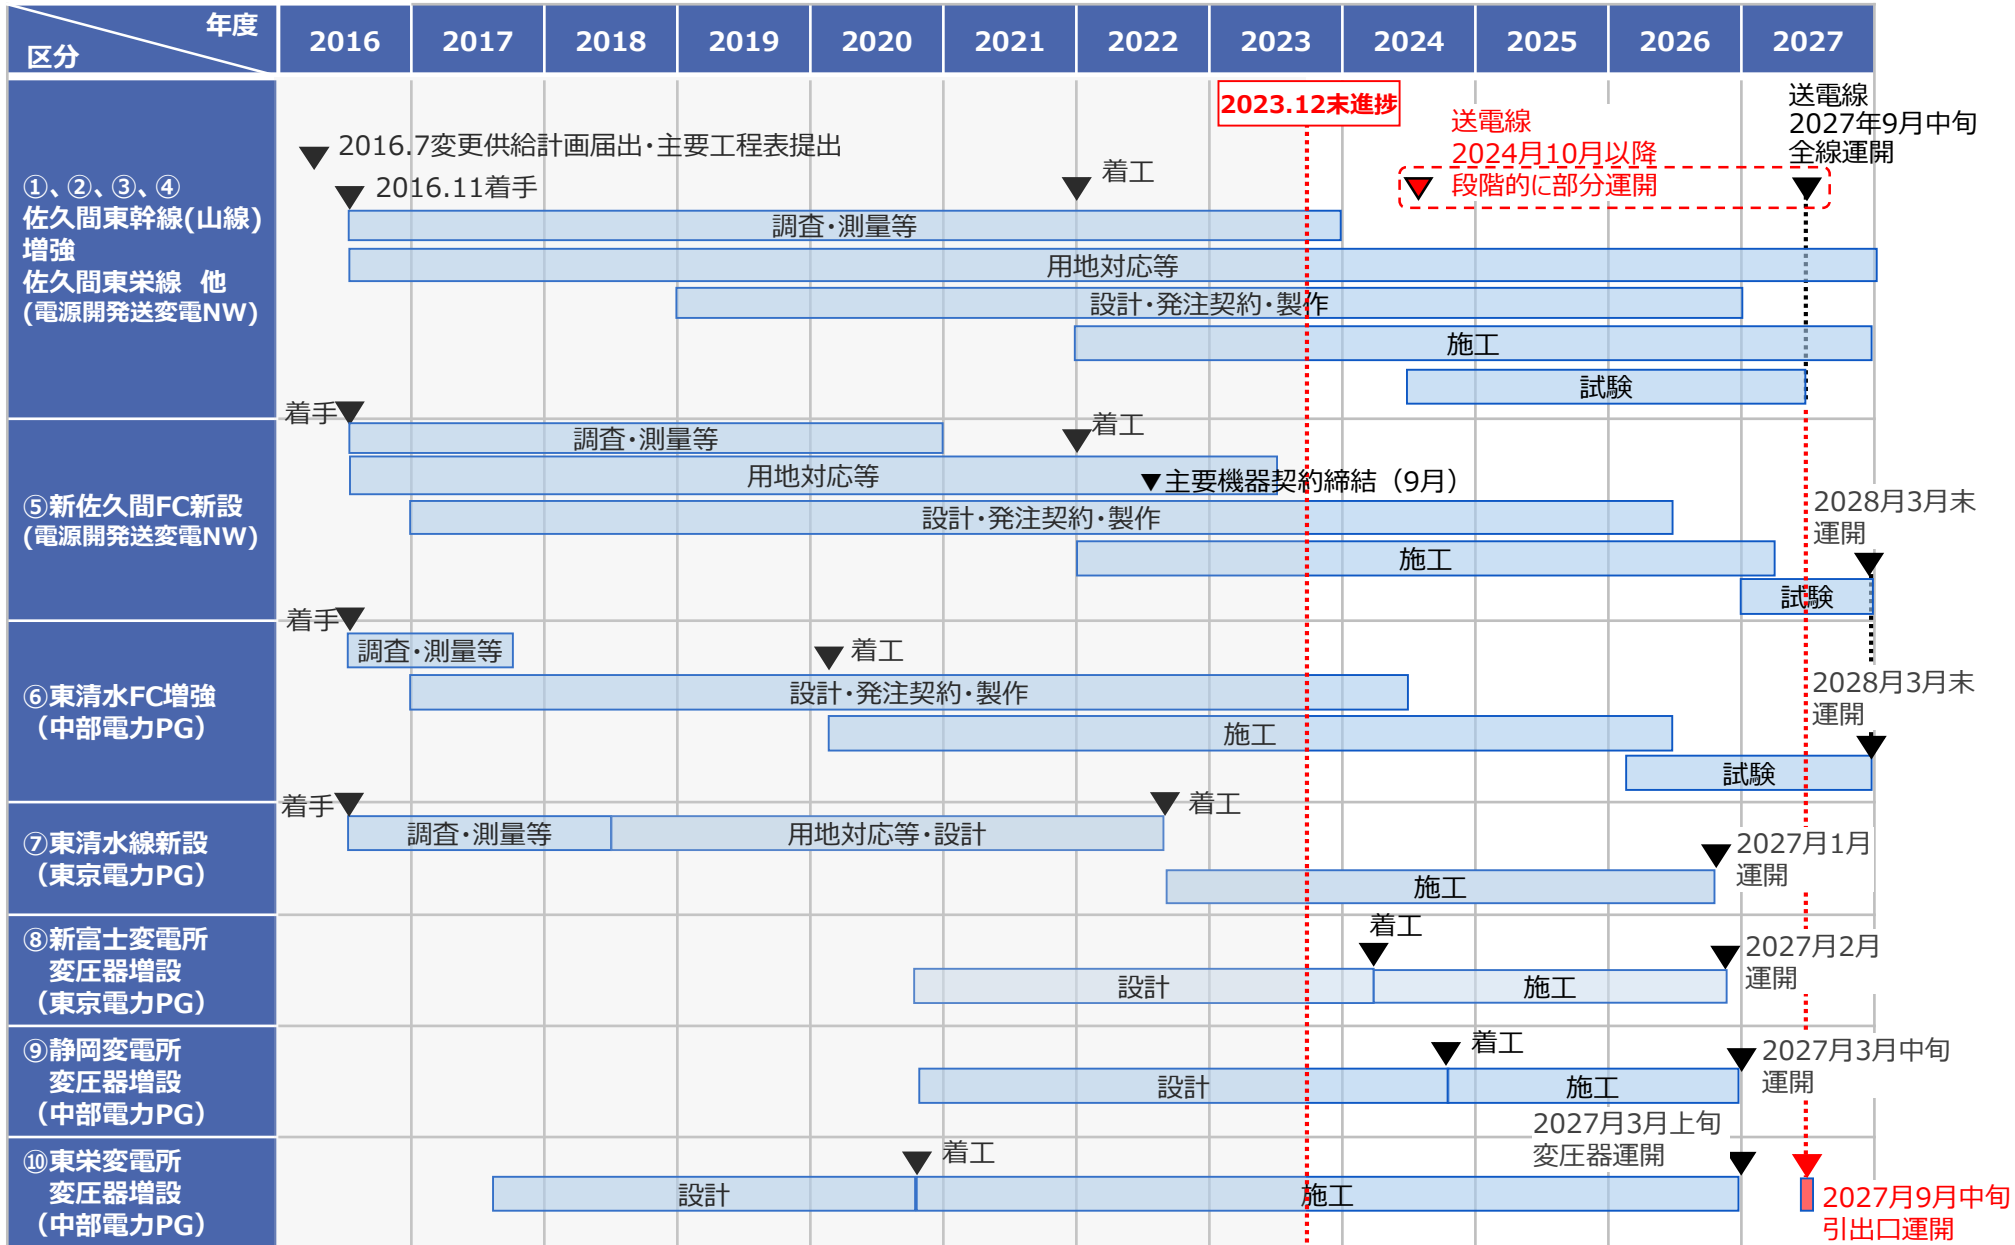 年度
区分
2016 2017 2018 2019 2020 2021 2022 2023 2024 2025 2026 2027
2023.12末進捗
①、②、③、④
佐久間東幹線(山線)
増強
佐久間東栄線 他
(電源開発送変電NW)
2016.7変更供給計画届出・主要工程表提出
2016.11着手
着工
送電線
2024月10月以降
段階的に部分運開
送電線
2027年9月中旬
全線運開
調査・測量等
用地対応等
設計・発注契約・製作
施工
試験
⑤新佐久間FC新設
(電源開発送変電NW)
着手
着工
調査・測量等
用地対応等
主要機器契約締結（9月）
設計・発注契約・製作
施工
試験
2028月3月末
運開
⑥東清水FC増強
（中部電力PG）
着手
調査・測量等
着工
設計・発注契約・製作
施工
試験
2028月3月末
運開
⑦東清水線新設
（東京電力PG）
着手
着工
調査・測量等
用地対応等・設計
施工
2027月1月
運開
⑧新富士変電所
変圧器増設
（東京電力PG）
着工
設計
施工
2027月2月
運開
⑨静岡変電所
変圧器増設
（中部電力PG）
着工
設計
施工
2027月3月中旬
運開
⑩東栄変電所
変圧器増設
（中部電力PG）
着工
設計
施工
2027月3月上旬
変圧器運開
2027月9月中旬
引出口運開